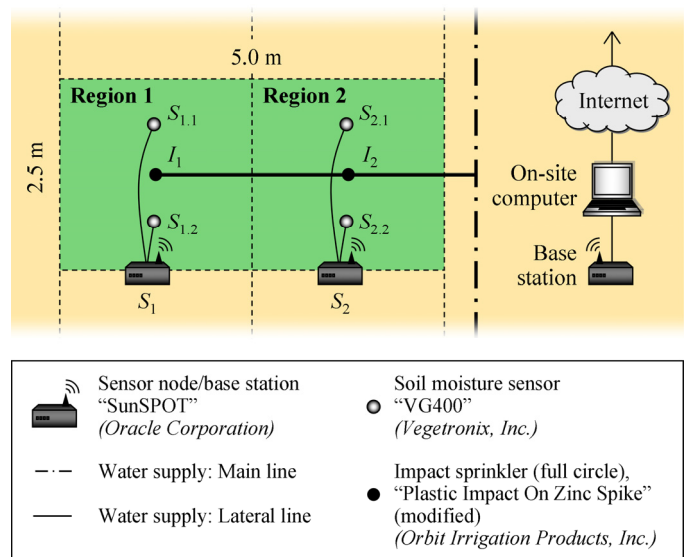 5.0 m
Region 1
Region 2
S1.1
S2.1
I1
I2
2.5 m
S1.2
S2.2
S1
S2
Internet
On-site
computer
Base
station
Sensor node/base station
“SunSPOT”
(Oracle Corporation)
Soil moisture sensor
“VG400”
(Vegetronix, Inc.)
Water supply: Main line
Water supply: Lateral line
Impact sprinkler (full circle),
“Plastic Impact On Zinc Spike”
(modified)
(Orbit Irrigation Products, Inc.)